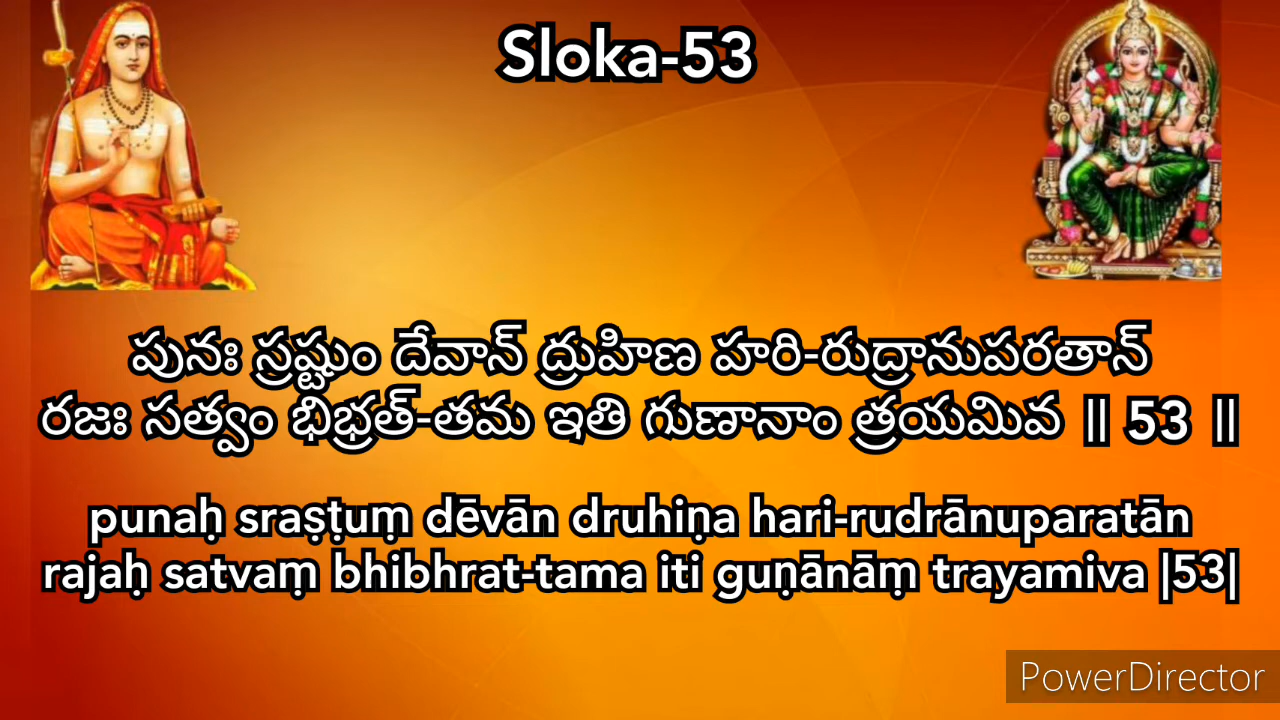 Sloka-53
పునః స్రష్టుం దేవాన్ ద్రుహిణ హరి-రుద్రానుపరతాన్
రజః సత్వం భిభ్రత్-తమ ఇతి గుణానాం త్రయమివ || 53 ||
punaḥ sraṣṭuṃ dēvān druhiṇa hari-rudrānuparatān
rajaḥ satvaṃ bhibhrat-tama iti guṇānāṃ trayamiva |53|
PowerDirector